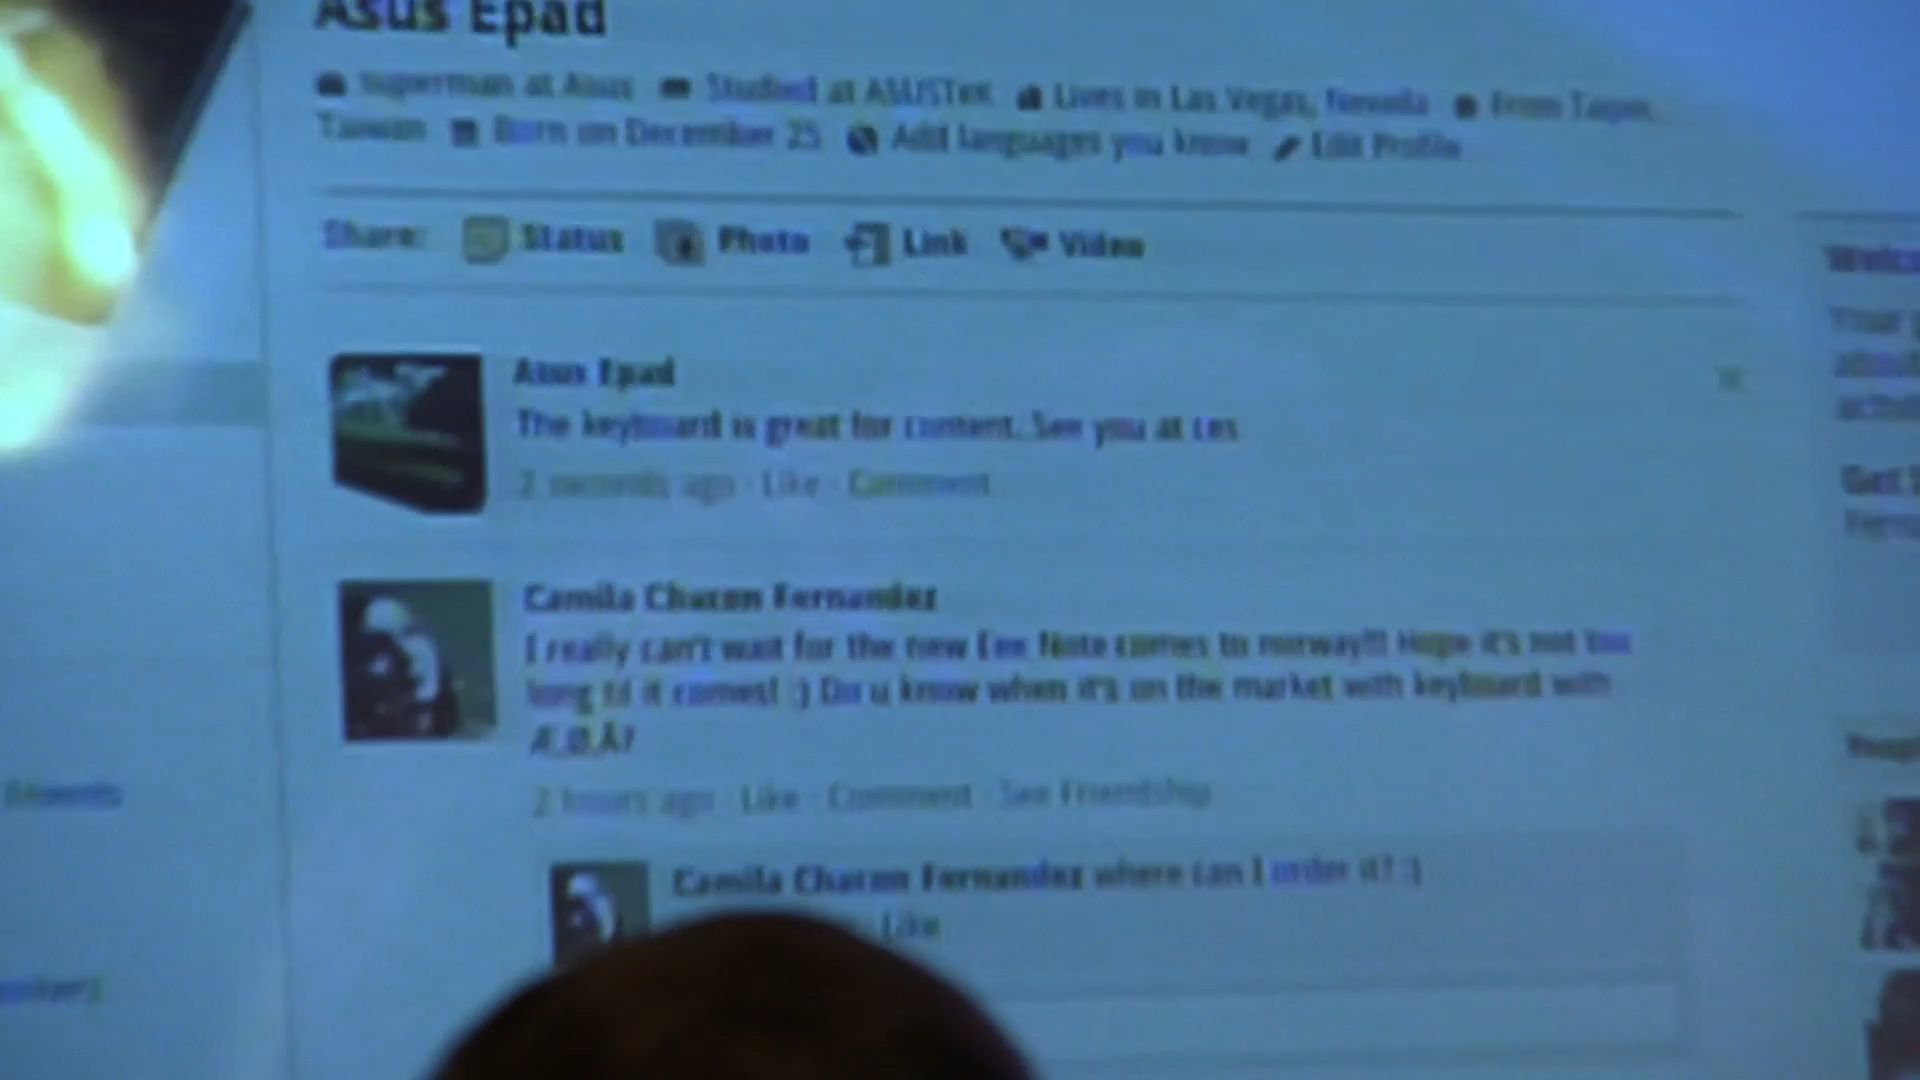 Asus Epad
Superman at Asus Studied at ASUSTeK Lives in Las Vegas, Nevada From Taipei,
Taiwan Born on December 25 Add languages you know Edit Profile
Share: Status Photo Link Video
Asus Epad
The keyboard is great for content. See you at ces
2 seconds ago · Like · Comment
Camila Chacon Fernandez
I really can't wait for the new Eee Note comes to norway!!! Hope it's not too
long til it comes! :) Do u know when it's on the market with keyboard with
Æ,Ø,Å?
2 hours ago · Like · Comment · See Friendship
Camila Chacon Fernandez where can I order it? :)
Like